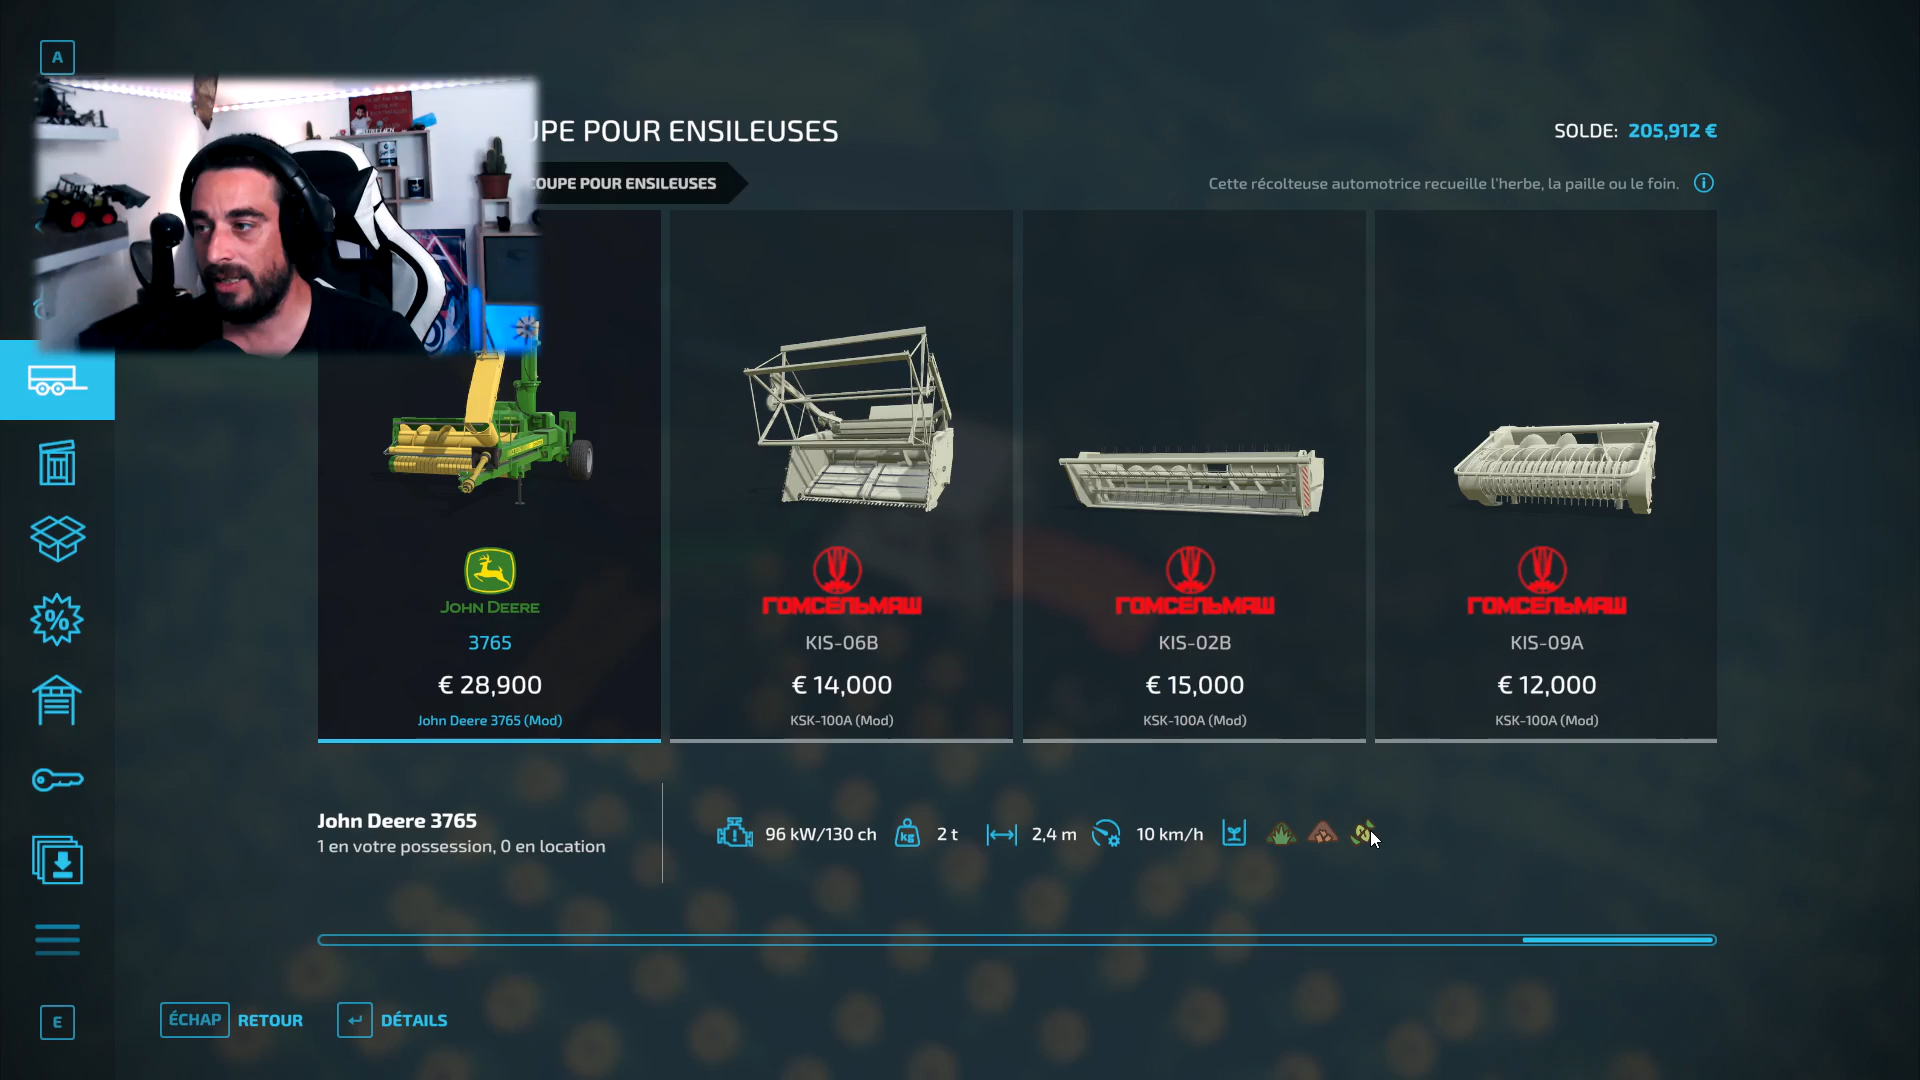 A
UPE POUR ENSILEUSES
SOLDE: 205,912 €
COUPE POUR ENSILEUSES
Cette récolteuse automotrice recueille l'herbe, la paille ou le foin.
JOHN DEERE
ГОМСЕЛЬМАШ
ГОМСЕЛЬМАШ
ГОМСЕЛЬМАШ
3765
KIS-06B
KIS-02B
KIS-09A
€ 28,900
€ 14,000
€ 15,000
€ 12,000
John Deere 3765 (Mod)
KSK-100A (Mod)
KSK-100A (Mod)
KSK-100A (Mod)
John Deere 3765
1 en votre possession, 0 en location
kg
96 kW/130 ch
2 t
2,4 m
10 km/h
E
ÉCHAP RETOUR
DÉTAILS